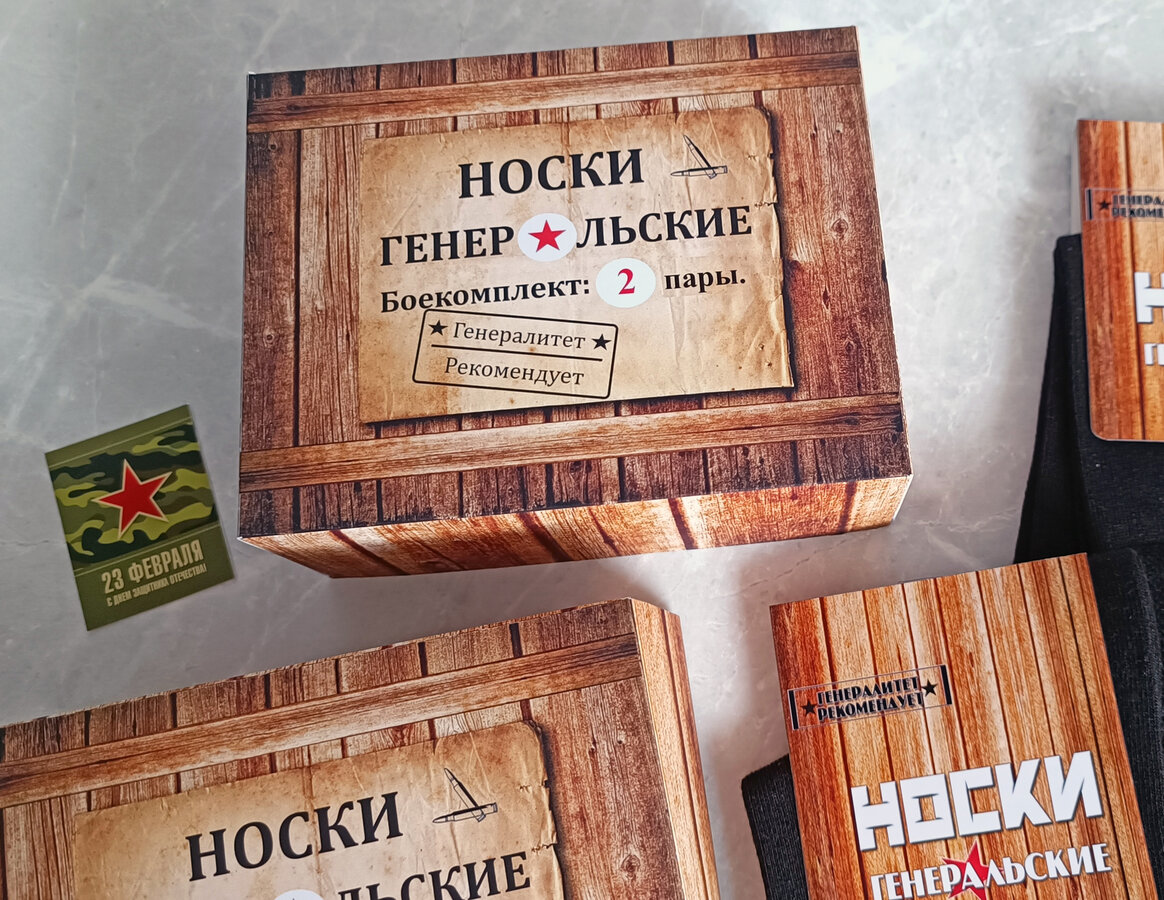 НОСКИ
ГЕНЕР★ЛЬСКИЕ
Боекомплект: 2 пары.
★ Генералитет ★
Рекомендует
23 ФЕВРАЛЯ
С ДНЕМ ЗАЩИТНИКА ОТЕЧЕСТВА!
НОСКИ
ЛЬСКИЕ
★ГЕНЕРАЛИТЕТ★
РЕКОМЕНДУЕТ
НОСКИ
ГЕНЕРАЛЬСКИЕ